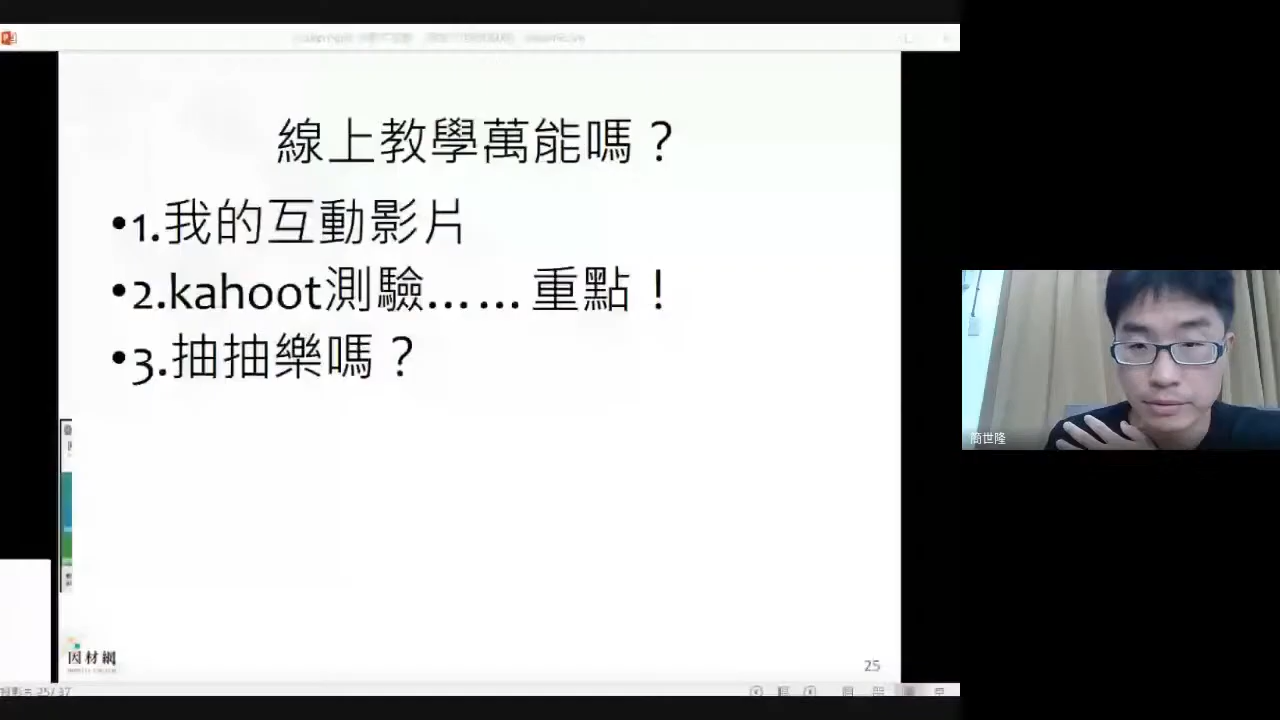 線上教學萬能嗎？
•1.我的互動影片
•2.kahoot測驗……重點！
•3.抽抽樂嗎？
簡世隆
因材網
25